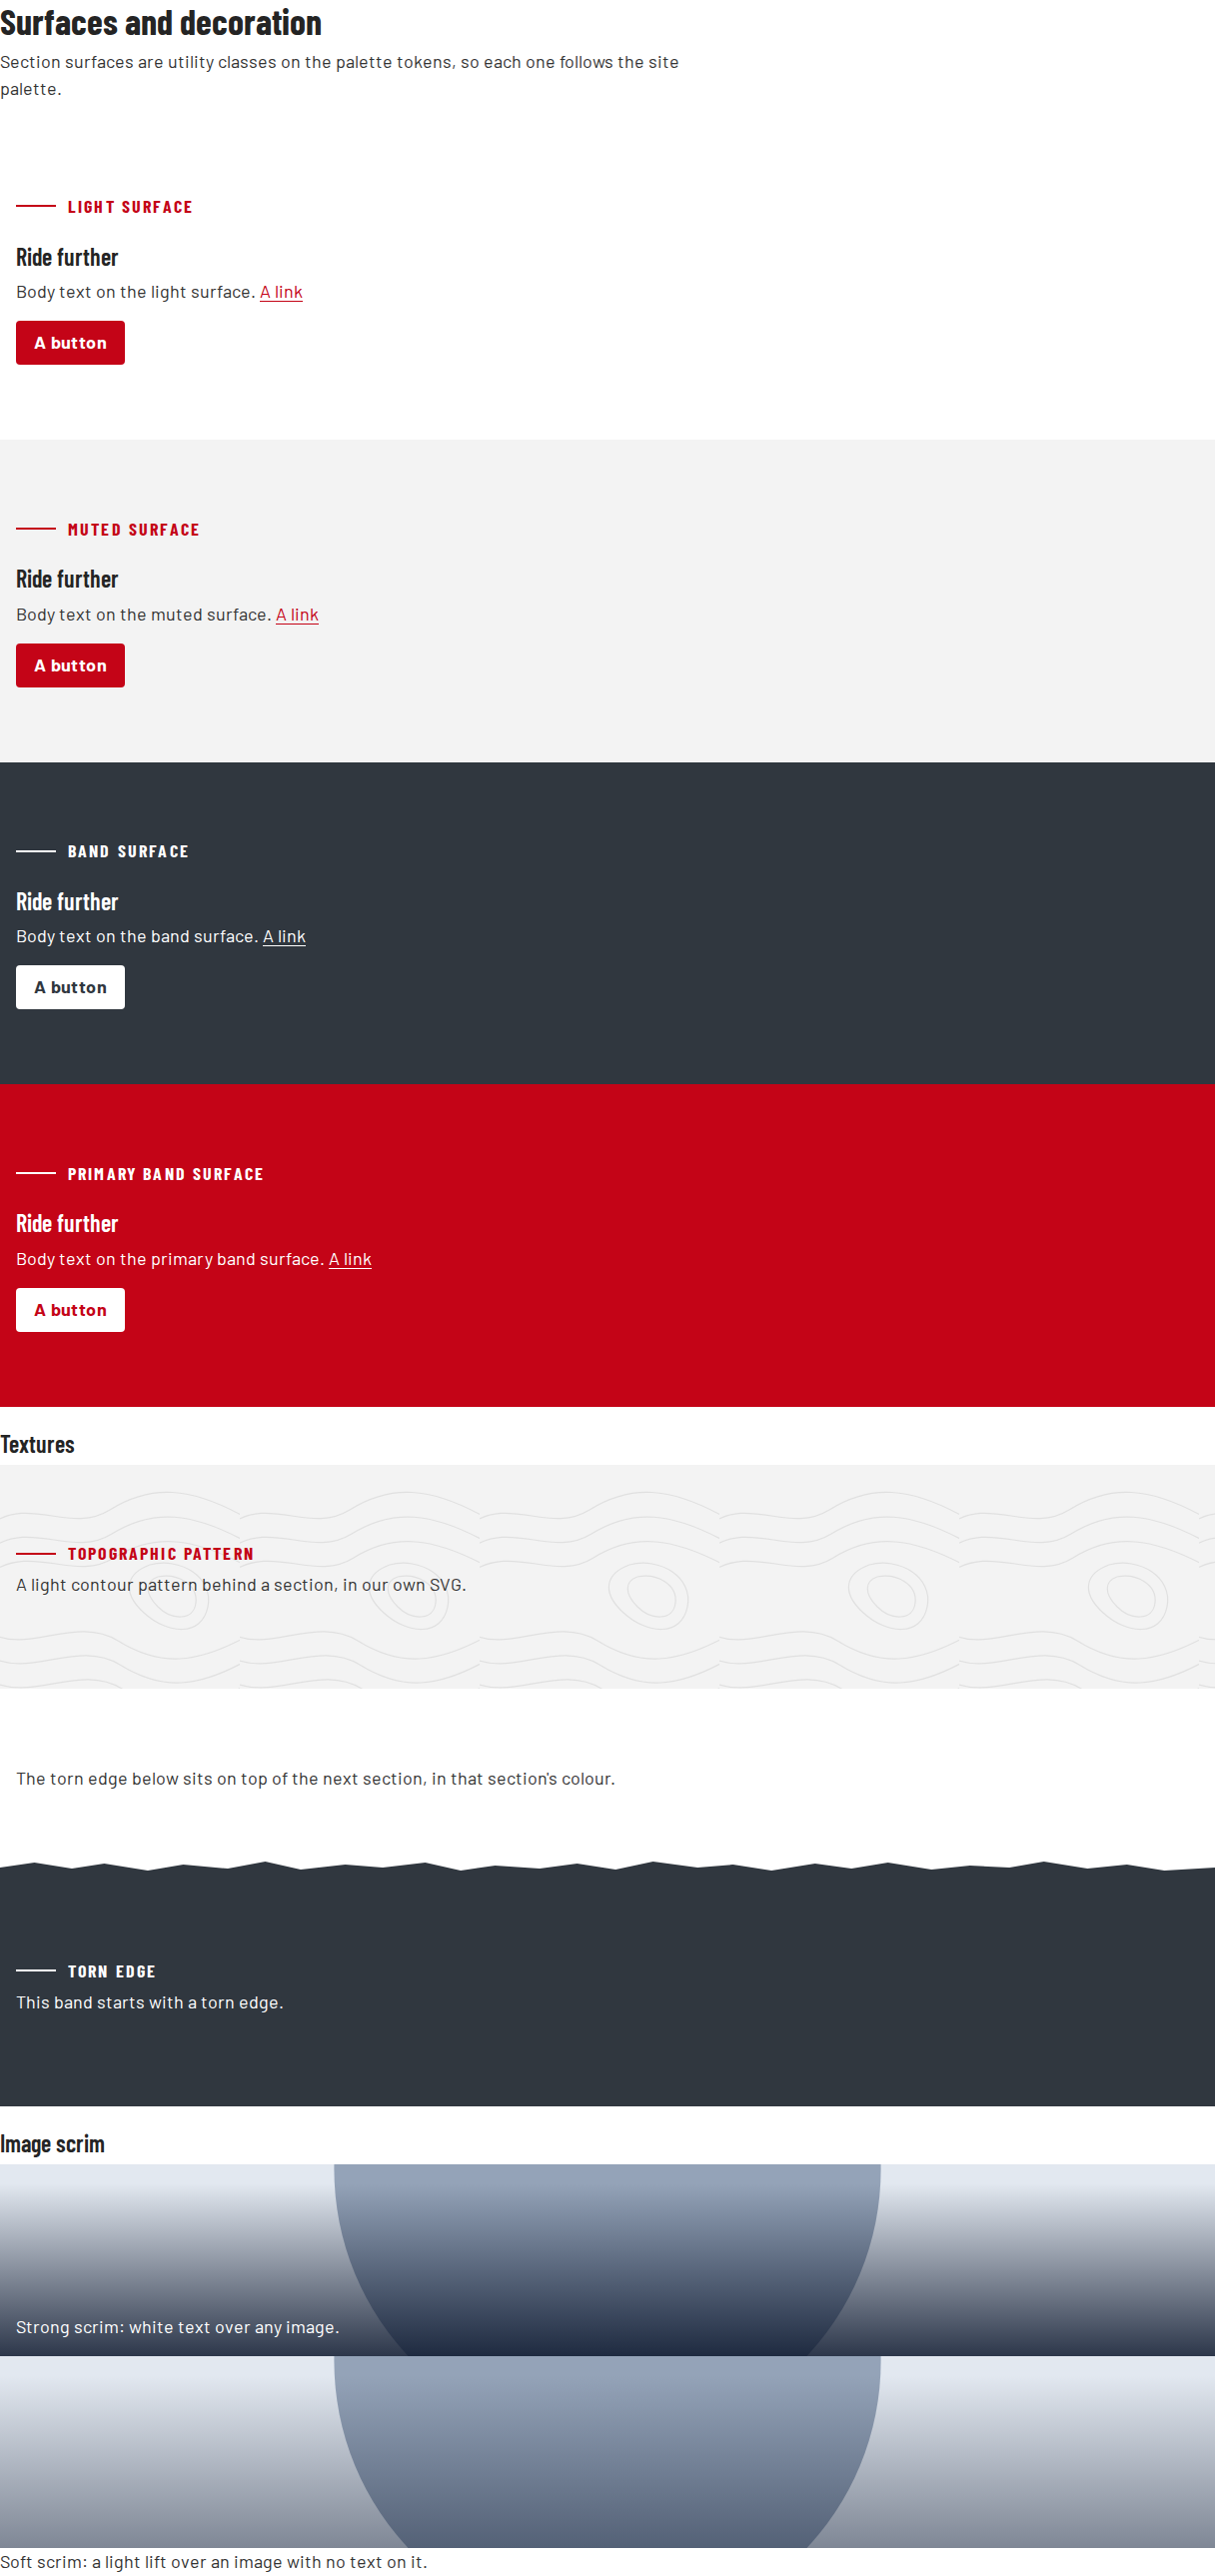 Surfaces and decoration
Section surfaces are utility classes on the palette tokens, so each one follows the site
palette.
LIGHT SURFACE
Ride further
Body text on the light surface. A link
A button
MUTED SURFACE
Ride further
Body text on the muted surface. A link
A button
BAND SURFACE
Ride further
Body text on the band surface. A link
A button
PRIMARY BAND SURFACE
Ride further
Body text on the primary band surface. A link
A button
Textures
TOPOGRAPHIC PATTERN
A light contour pattern behind a section, in our own SVG.
The torn edge below sits on top of the next section, in that section's colour.
TORN EDGE
This band starts with a torn edge.
Image scrim
Strong scrim: white text over any image.
Soft scrim: a light lift over an image with no text on it.